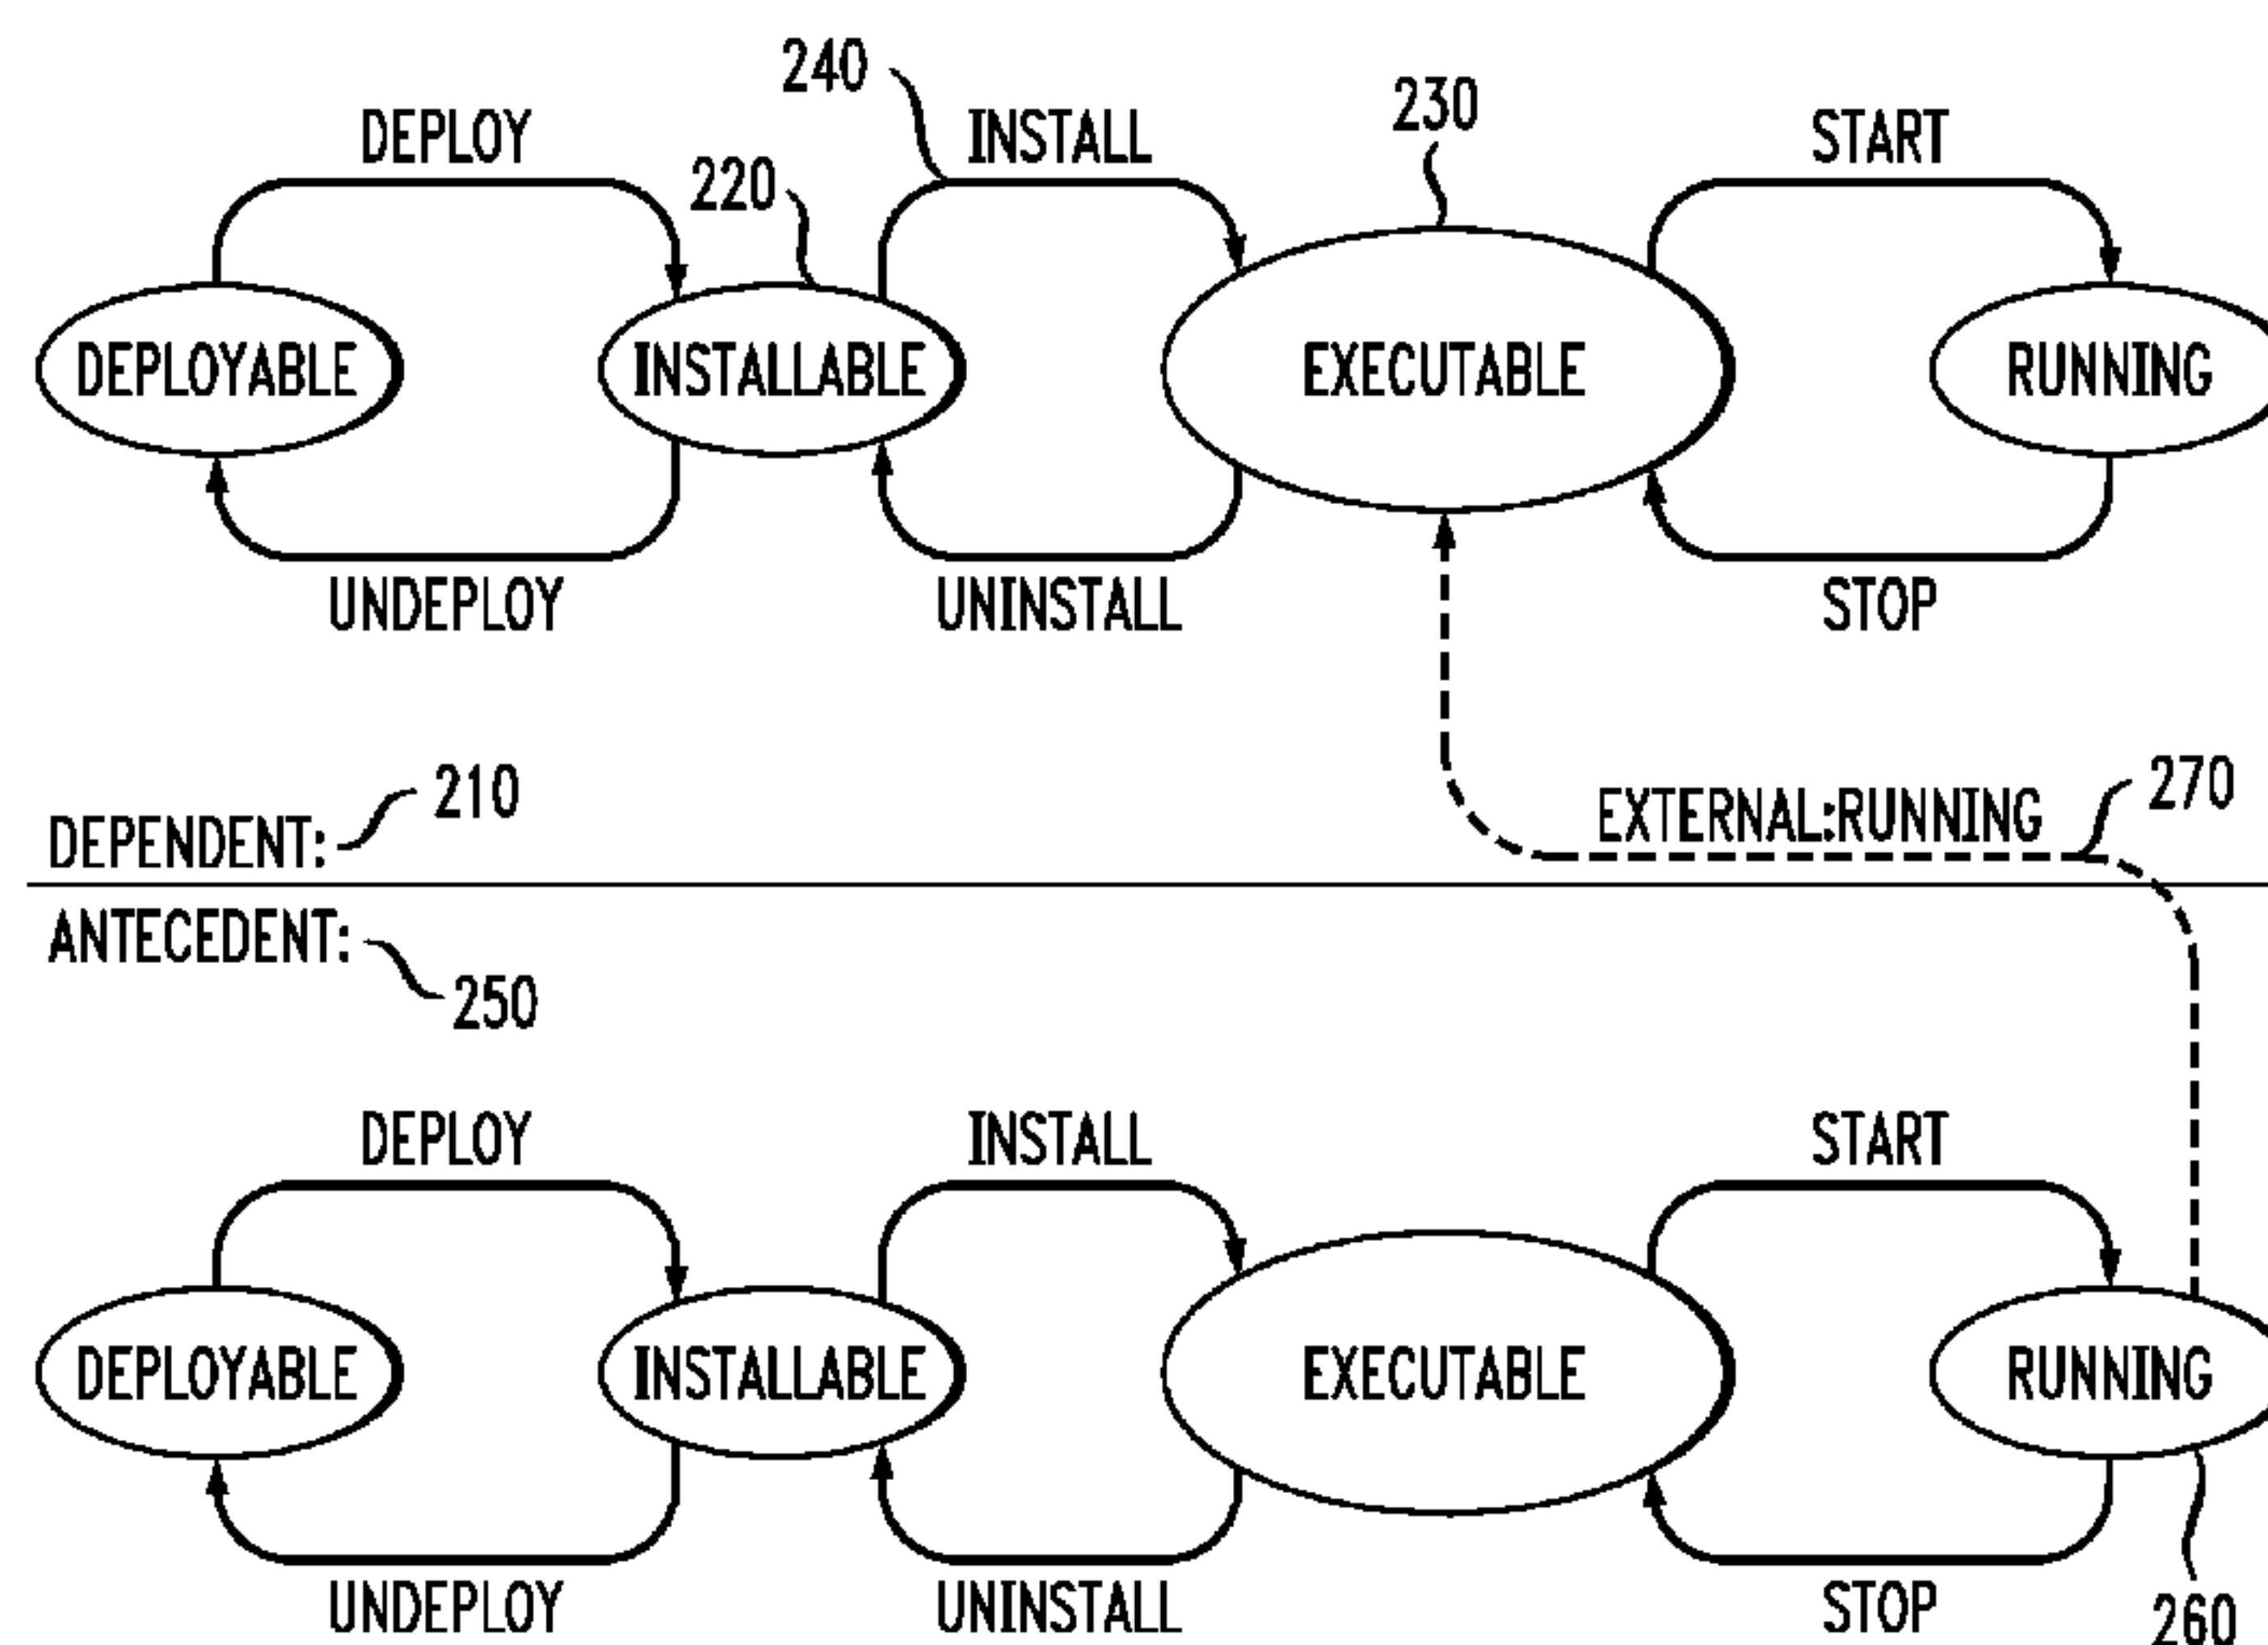 240
230
DEPLOY
INSTALL
START
220
DEPLOYABLE
INSTALLABLE
EXECUTABLE
RUNNING
UNDEPLOY
UNINSTALL
STOP
210
270
EXTERNAL:RUNNING
DEPENDENT:
ANTECEDENT:
250
DEPLOY
INSTALL
START
DEPLOYABLE
INSTALLABLE
EXECUTABLE
RUNNING
UNDEPLOY
UNINSTALL
STOP
260